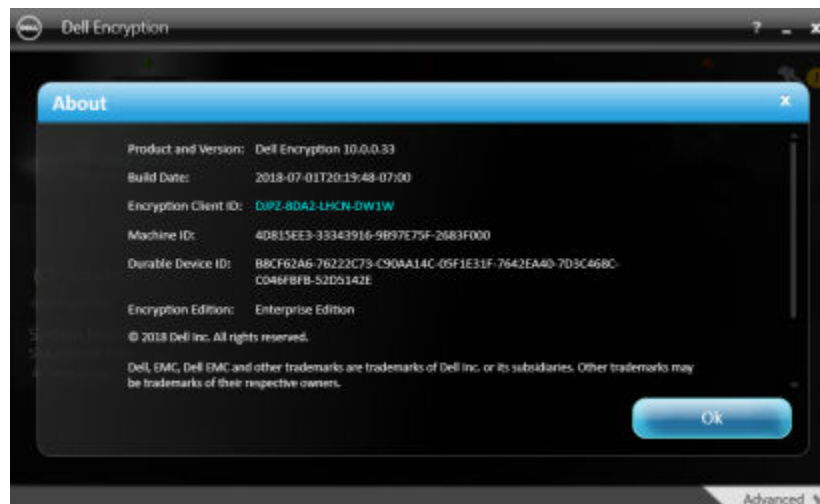 DELL
Dell Encryption
? _ x
About
x
Product and Version: Dell Encryption 10.0.0.33
Build Date: 2018-07-01T20:19:48-07:00
Encryption Client ID: DJPZ-8DA2-LHCN-DW1W
Machine ID: 4D815EE3-33343916-9B97E75F-2683F000
Durable Device ID: B8CF62A6-76222C73-C90AA14C-05F1E31F-7642EA40-7D3C468C-
C046FBFB-52D5142E
Encryption Edition: Enterprise Edition
© 2018 Dell Inc. All rights reserved.
Dell, EMC, Dell EMC and other trademarks are trademarks of Dell Inc. or its subsidiaries. Other trademarks may
be trademarks of their respective owners.
Ok
Advanced